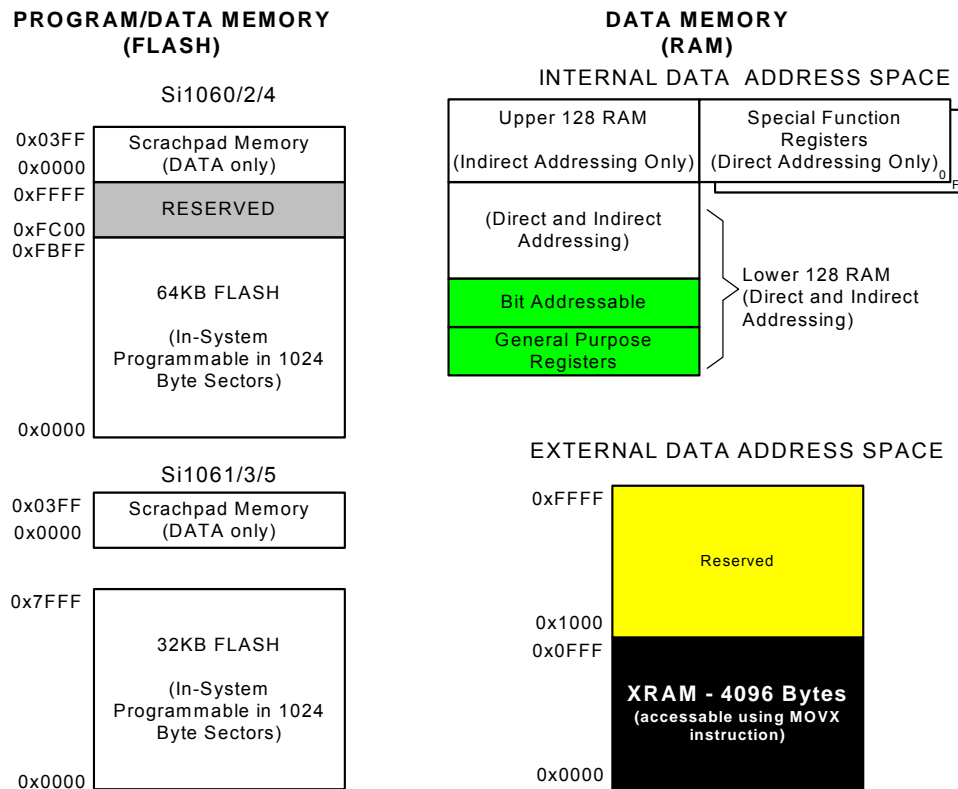 PROGRAM/DATA MEMORY
(FLASH)
Si1060/2/4
0x03FF
Scrachpad Memory
(DATA only)
0x0000
0xFFFF
RESERVED
0xFC00
0xFBFF
64KB FLASH
(In-System
Programmable in 1024
Byte Sectors)
0x0000
Si1061/3/5
0x03FF
Scrachpad Memory
(DATA only)
0x0000
0x7FFF
32KB FLASH
(In-System
Programmable in 1024
Byte Sectors)
0x0000
DATA MEMORY
(RAM)
INTERNAL DATA ADDRESS SPACE
Upper 128 RAM
(Indirect Addressing Only)
Special Function
Registers
(Direct Addressing Only)
0
F
(Direct and Indirect
Addressing)
Bit Addressable
General Purpose
Registers
Lower 128 RAM
(Direct and Indirect
Addressing)
EXTERNAL DATA ADDRESS SPACE
0xFFFF
Reserved
0x1000
0x0FFF
XRAM - 4096 Bytes
(accessable using MOVX
instruction)
0x0000